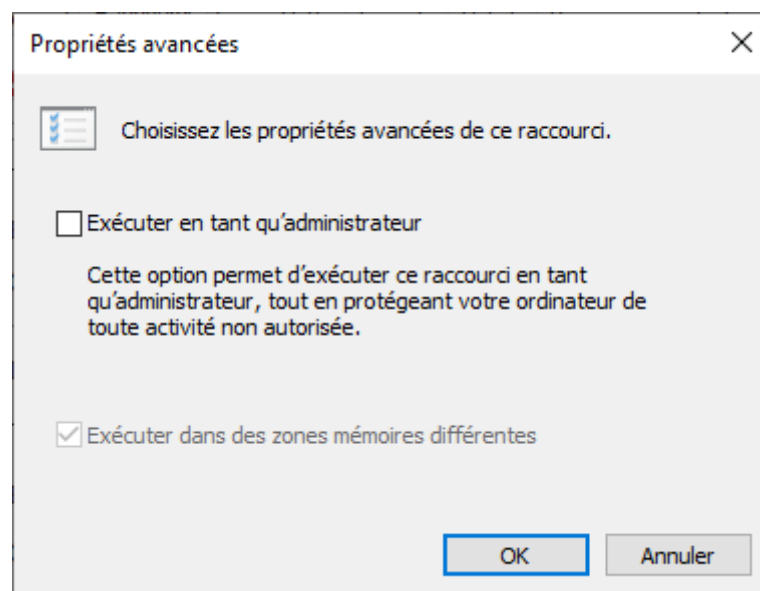 Propriétés avancées
Choisissez les propriétés avancées de ce raccourci.
Exécuter en tant qu'administrateur
Cette option permet d'exécuter ce raccourci en tant
qu'administrateur, tout en protégeant votre ordinateur de
toute activité non autorisée.
Exécuter dans des zones mémoires différentes
OK
Annuler